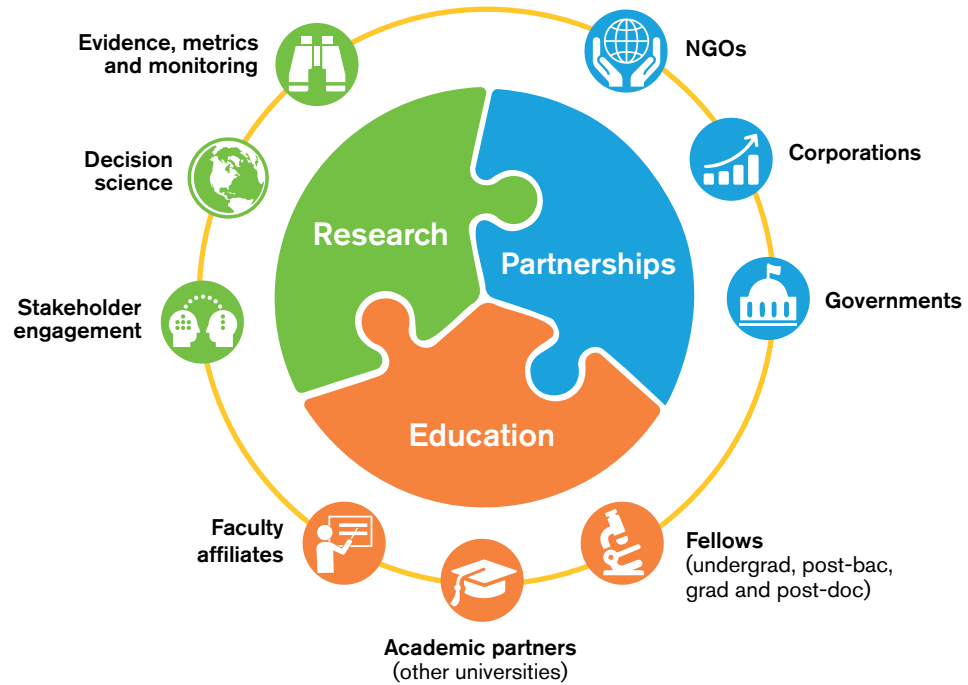 Evidence, metrics
and monitoring
NGOs
Decision
science
Corporations
Research
Partnerships
Stakeholder
engagement
Governments
Education
Faculty
affiliates
Fellows
(undergrad, post-bac,
grad and post-doc)
Academic partners
(other universities)